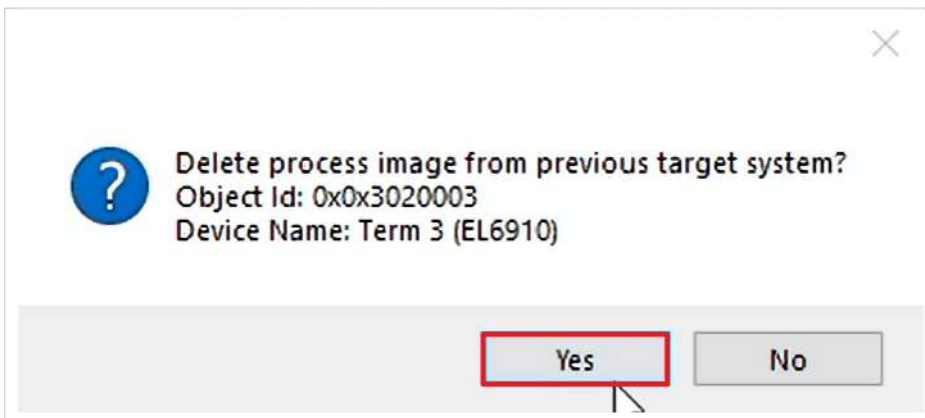 Delete process image from previous target system?
Object Id: 0x0x3020003
Device Name: Term 3 (EL6910)
Yes
No